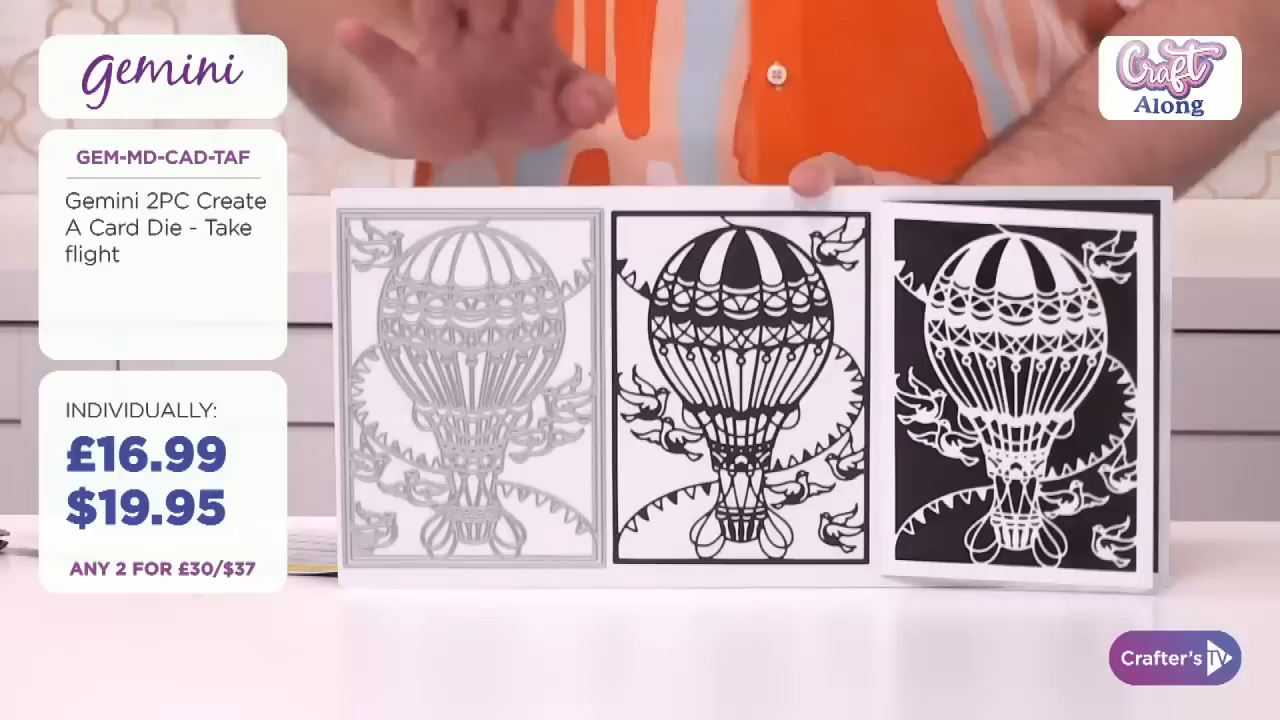 gemini
GEM-MD-CAD-TAF
Gemini 2PC Create
A Card Die - Take
flight
INDIVIDUALLY:
£16.99
$19.95
ANY 2 FOR £30/$37
Craft
Along
Crafter's TV